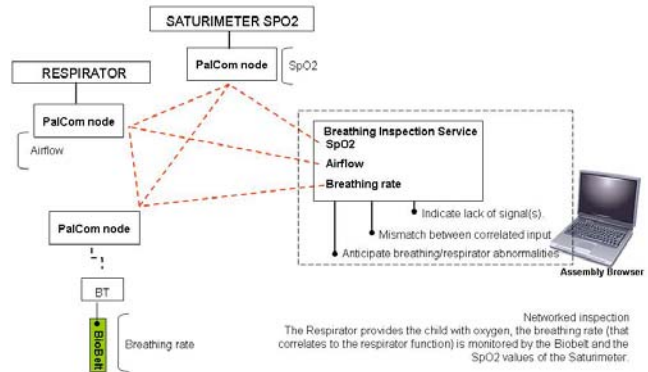 SATURIMETER SPO2
PalCom node
SpO2
RESPIRATOR
PalCom node
Airflow
Breathing Inspection Service
SpO2
Airflow
Breathing rate
Indicate lack of signal(s).
Mismatch between correlated input
Anticipate breathing/respirator abnormalities
Assembly Browser
PalCom node
BT
BioBelt
Breathing rate
Networked inspection
The Respirator provides the child with oxygen, the breathing rate (that
correlates to the respirator function) is monitored by the Biobelt and the
SpO2 values of the Saturimeter.